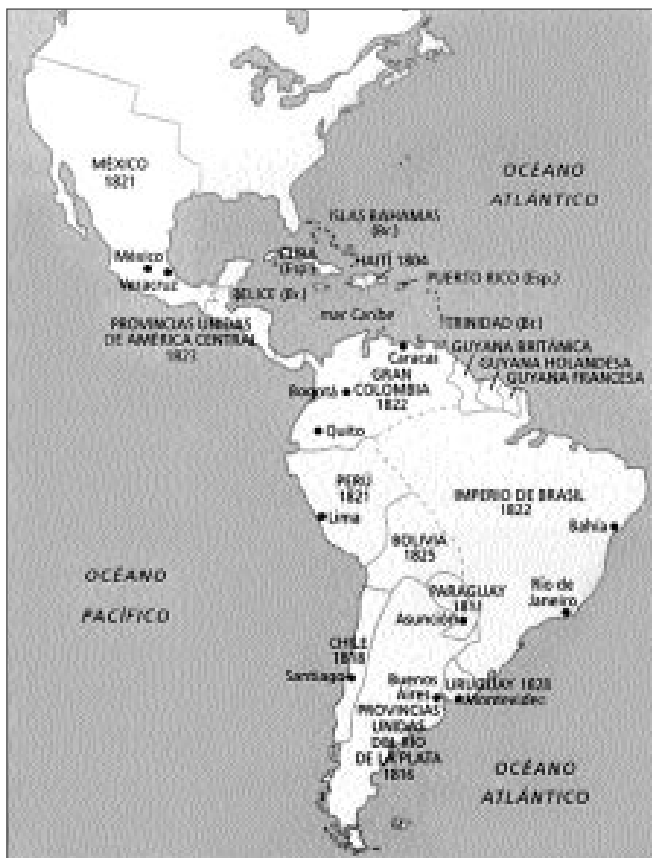 MÉXICO
1821
OCÉANO
ATLÁNTICO
ISLAS BAHAMAS
(Br.)
México
Veracruz
CUBA
(Esp.)
HAITÍ 1804
BELICE (Br.)
PUERTO RICO (Esp.)
mar Caribe
TRINIDAD (Br.)
PROVINCIAS UNIDAS
DE AMÉRICA CENTRAL
1823
Caracas
GUYANA BRITÁNICA
GUYANA HOLANDESA
GUYANA FRANCESA
GRAN
COLOMBIA
1822
Bogotá
Quito
PERÚ
1821
Lima
IMPERIO DE BRASIL
1822
Bahía
BOLIVIA
1825
OCÉANO
PACÍFICO
PARAGUAY
1811
Asunción
Río de
Janeiro
CHILE
1818
Santiago
Buenos
Aires
URUGUAY 1828
Montevideo
PROVINCIAS
UNIDAS
DEL RÍO
DE LA PLATA
1816
OCÉANO
ATLÁNTICO